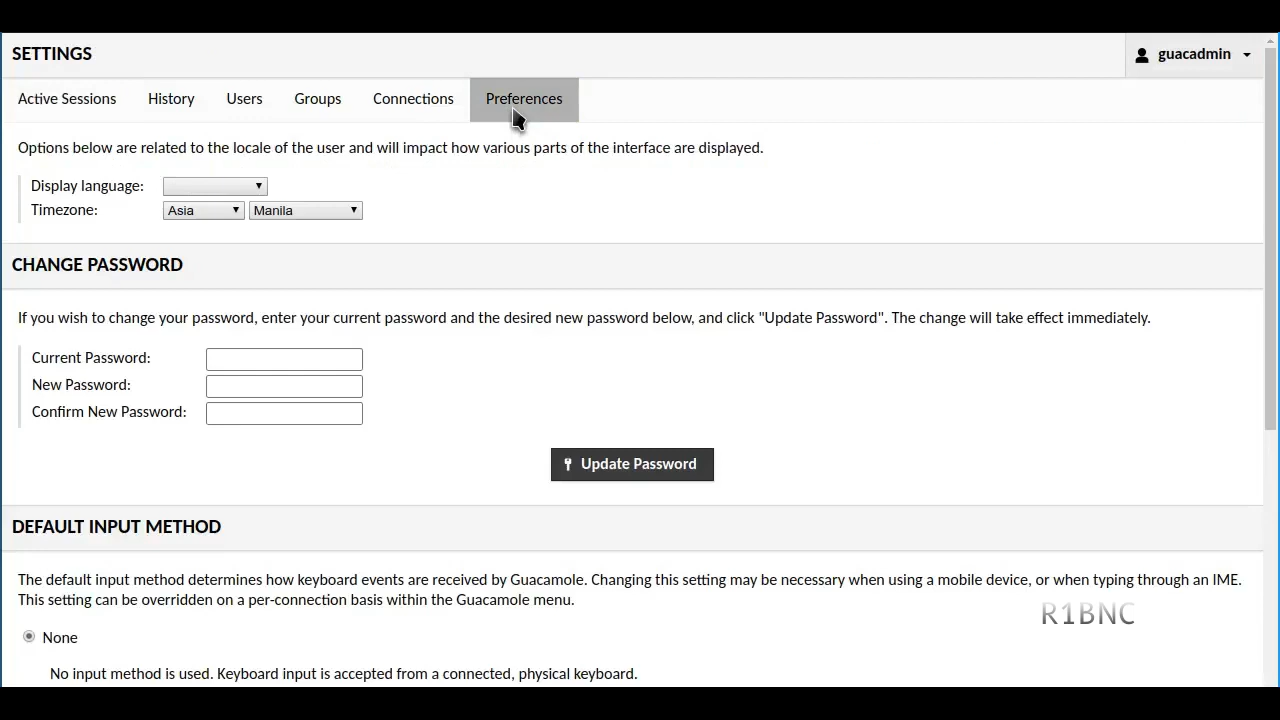 SETTINGS
guacadmin
Active Sessions History Users Groups Connections Preferences
Options below are related to the locale of the user and will impact how various parts of the interface are displayed.
Display language:
Timezone: Asia Manila
CHANGE PASSWORD
If you wish to change your password, enter your current password and the desired new password below, and click "Update Password". The change will take effect immediately.
Current Password:
New Password:
Confirm New Password:
Update Password
DEFAULT INPUT METHOD
The default input method determines how keyboard events are received by Guacamole. Changing this setting may be necessary when using a mobile device, or when typing through an IME.
This setting can be overridden on a per-connection basis within the Guacamole menu.
R1BNC
None
No input method is used. Keyboard input is accepted from a connected, physical keyboard.